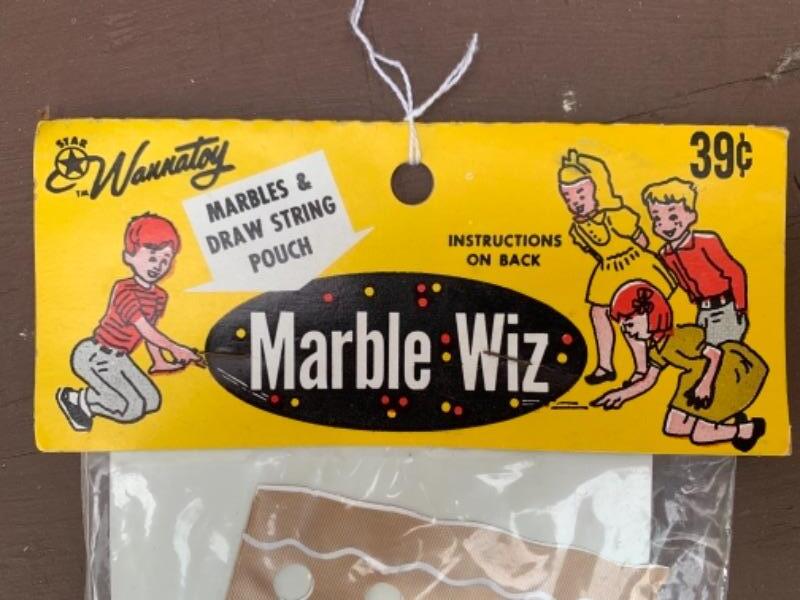 STAR
Wannatoy
TM
MARBLES &
DRAW STRING
POUCH
39¢
INSTRUCTIONS
ON BACK
Marble Wiz